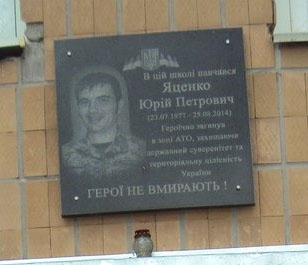 В цій школі навчався
Яценко
Юрій Петрович
(23.07.1977 - 25.08.2014)
Героїчно загинув
в зоні АТО, захищаючи
державний суверенітет та
територіальну цілісність
України
ГЕРОЇ НЕ ВМИРАЮТЬ !